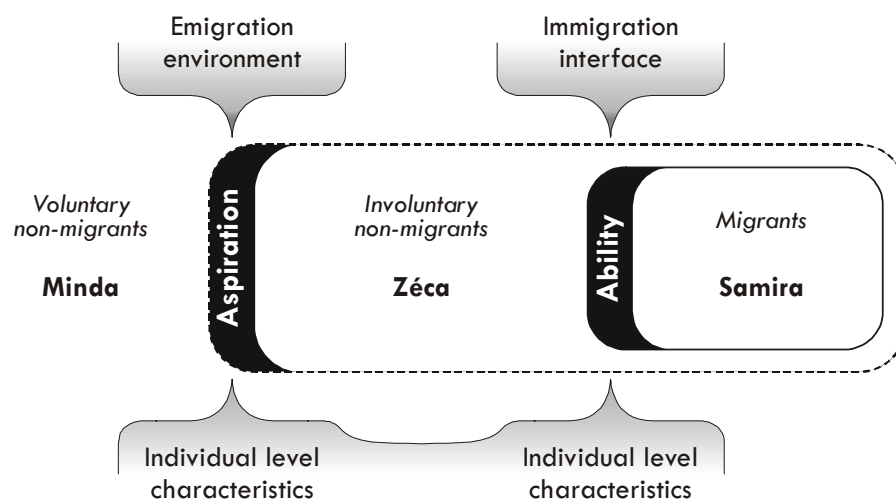 Emigration
environment
Immigration
interface
Voluntary
non-migrants
Minda
Aspiration
Involuntary
non-migrants
Zéca
Ability
Migrants
Samira
Individual level
characteristics
Individual level
characteristics